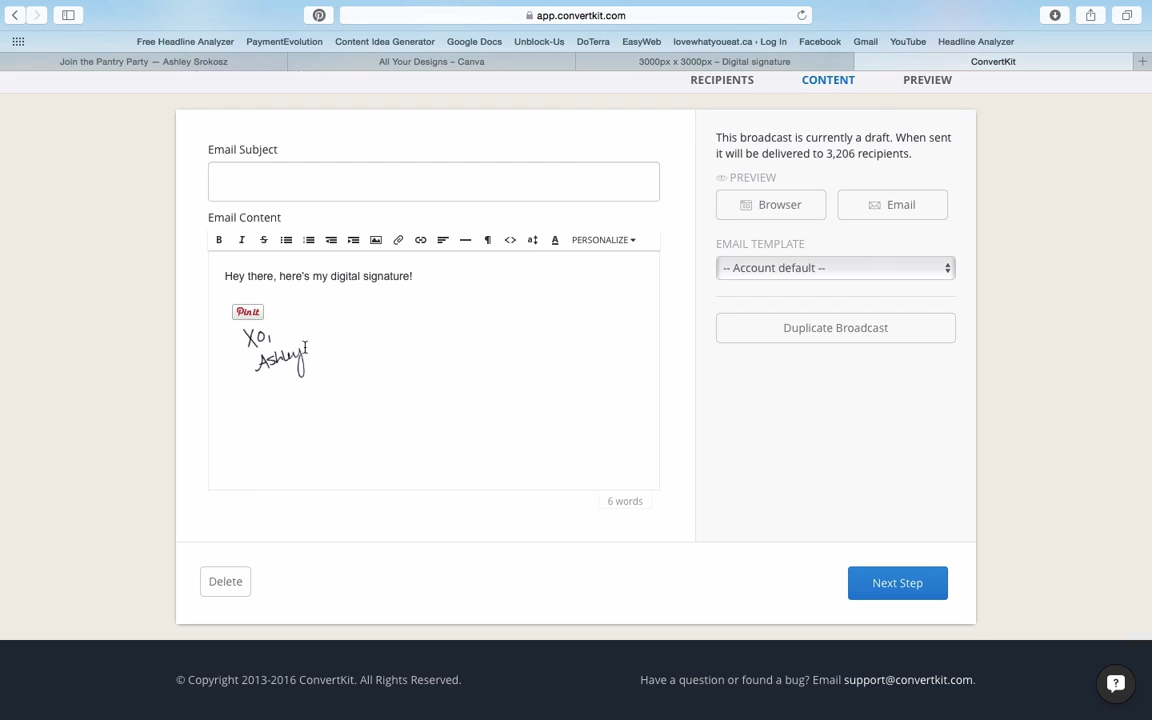 app.convertkit.com
Free Headline Analyzer PaymentEvolution Content Idea Generator Google Docs Unblock-Us DoTerra EasyWeb lovewhatyoueat.ca › Log In Facebook Gmail YouTube Headline Analyzer
Join the Pantry Party — Ashley Srokosz All Your Designs – Canva 3000px x 3000px – Digital signature ConvertKit
RECIPIENTS CONTENT PREVIEW
Email Subject
Email Content
B I S A PERSONALIZE
Hey there, here's my digital signature!
Pin it
XO,
Ashley
6 words
This broadcast is currently a draft. When sent
it will be delivered to 3,206 recipients.
PREVIEW
Browser Email
EMAIL TEMPLATE
-- Account default --
Duplicate Broadcast
Delete Next Step
© Copyright 2013-2016 ConvertKit. All Rights Reserved. Have a question or found a bug? Email support@convertkit.com.